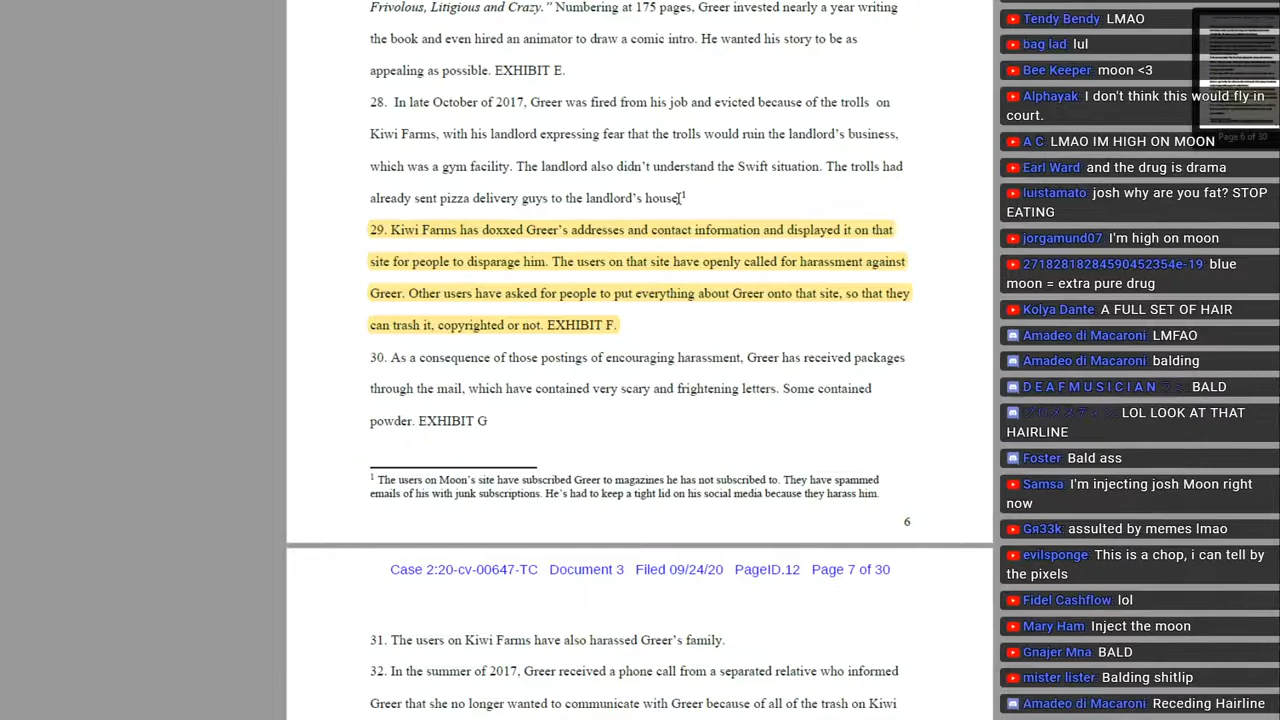 Frivolous, Litigious and Crazy.” Numbering at 175 pages, Greer invested nearly a year writing
the book and even hired an animator to draw a comic intro. He wanted his story to be as
appealing as possible. EXHIBIT E.
28.  In late October of 2017, Greer was fired from his job and evicted because of the trolls  on
Kiwi Farms, with his landlord expressing fear that the trolls would ruin the landlord’s business,
which was a gym facility. The landlord also didn’t understand the Swift situation. The trolls had
already sent pizza delivery guys to the landlord’s house.1
29. Kiwi Farms has doxxed Greer’s addresses and contact information and displayed it on that
site for people to disparage him. The users on that site have openly called for harassment against
Greer. Other users have asked for people to put everything about Greer onto that site, so that they
can trash it, copyrighted or not. EXHIBIT F.
30. As a consequence of those postings of encouraging harassment, Greer has received packages
through the mail, which have contained very scary and frightening letters. Some contained
powder. EXHIBIT G
1 The users on Moon’s site have subscribed Greer to magazines he has not subscribed to. They have spammed
emails of his with junk subscriptions. He’s had to keep a tight lid on his social media because they harass him.
6
Case 2:20-cv-00647-TC   Document 3   Filed 09/24/20   PageID.12   Page 7 of 30
31. The users on Kiwi Farms have also harassed Greer’s family.
32. In the summer of 2017, Greer received a phone call from a separated relative who informed
Greer that she no longer wanted to communicate with Greer because of all of the trash on Kiwi
Tendy Bendy: LMAO
bag lad: lul
Bee Keeper: moon <3
Alphayak: I don't think this would fly in
court.
Page 6 of 30
A C: LMAO IM HIGH ON MOON
Earl Ward: and the drug is drama
luistamato: josh why are you fat? STOP
EATING
jorgamund07: I'm high on moon
2718281828459045​2354e-19: blue
moon = extra pure drug
Kolya Dante: A FULL SET OF HAIR
Amadeo di Macaroni: LMFAO
Amadeo di Macaroni: balding
D E A F M U S I C I A N: BALD
LOL LOOK AT THAT
HAIRLINE
Foster: Bald ass
Samsa: I'm injecting josh Moon right
now
Gя33k: assulted by memes lmao
evilsponge: This is a chop, i can tell by
the pixels
Fidel Cashflow: lol
Mary Ham: Inject the moon
Gnajer Mna: BALD
mister lister: Balding shitlip
Amadeo di Macaroni: Receding Hairline